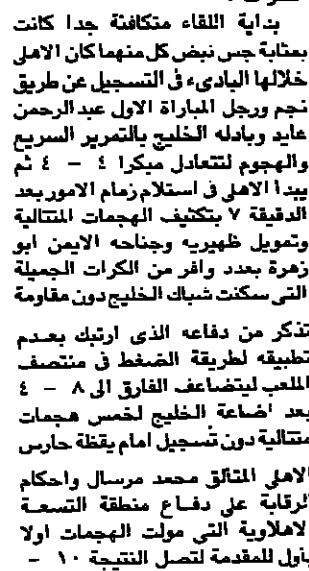 بداية اللقاء متكافئة جدا كانت
بمثابة جس نبض كل منهما كان الاهلى
خلالها البادىء فى التسجيل عن طريق
نجم ورجل المباراة الاول عبد الرحمن
عايد وبادله الخليج بالتمرير السريع
والهجوم لتتعادل مبكرا ٤ - ٤ ثم
يبدا الاهلى فى استلام زمام الامور بعد
الدقيقة ٧ بتكثيف الهجمات المتتالية
وتمويل ظهيريه وجناحه الايمن ابو
زهرة بعدد وافر من الكرات الجميلة
التى سكنت شباك الخليج دون مقاومة
تذكر من دفاعه الذى ارتبك بعدم
تطبيقه لطريقة الضغط فى منتصف
الملعب ليتضاعف الفارق الى ٨ - ٤
بعد اضاعة الخليج لخمس هجمات
متتالية دون تسجيل امام يقظة حارس
الاهلى المتالق محمد مرسال واحكام
الرقابة على دفاع منطقة التسعة
الاهلاوية التى مولت الهجمات اولا
باول للمقدمة لتصل النتيجة ١٠ -